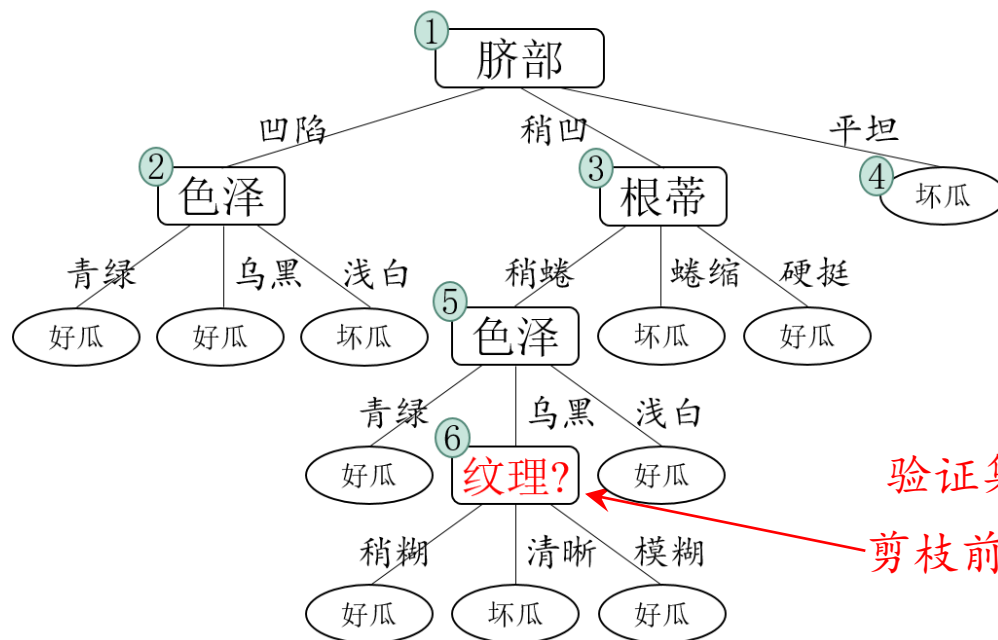 ①
脐部
凹陷
稍凹
平坦
②
色泽
③
根蒂
④
坏瓜
青绿
乌黑
浅白
稍蜷
蜷缩
硬挺
好瓜
好瓜
坏瓜
⑤
色泽
坏瓜
好瓜
青绿
乌黑
浅白
好瓜
⑥
纹理?
好瓜
验证
剪枝前
稍糊
清晰
模糊
好瓜
坏瓜
好瓜